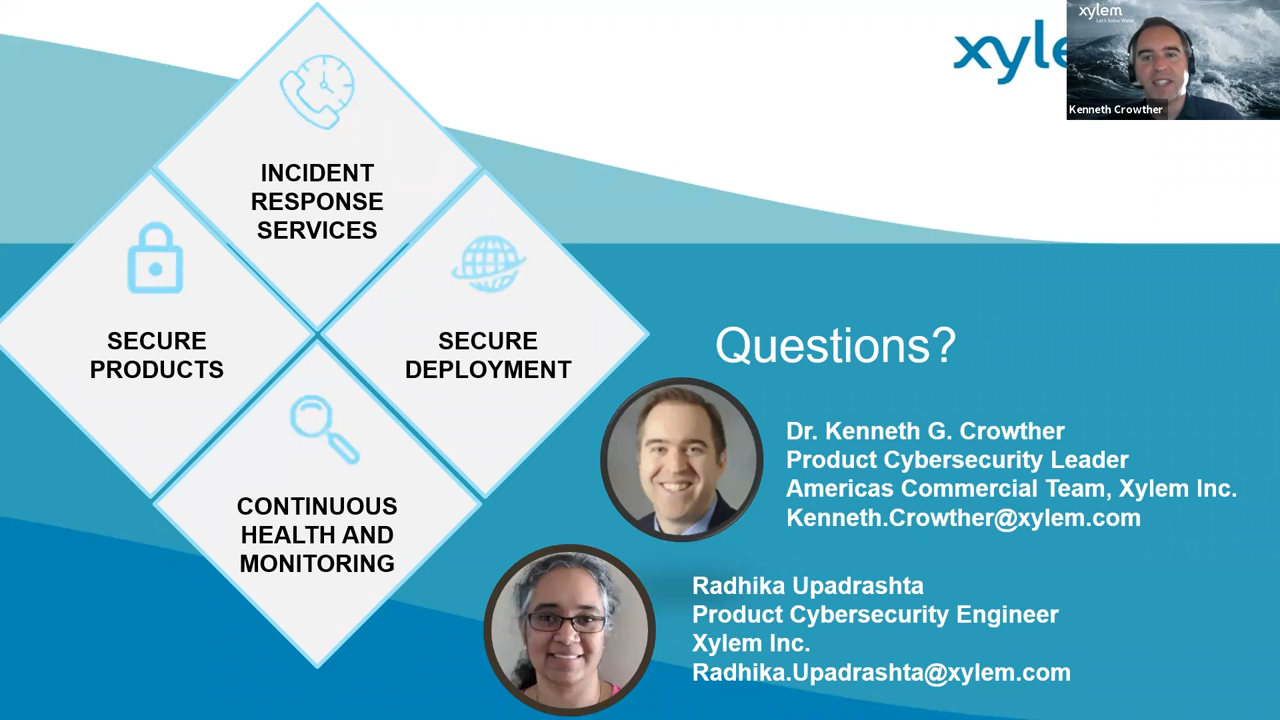 xylem
Let's Solve Water
Kenneth Crowther
INCIDENT
RESPONSE
SERVICES
SECURE
PRODUCTS
SECURE
DEPLOYMENT
CONTINUOUS
HEALTH AND
MONITORING
Questions?
Dr. Kenneth G. Crowther
Product Cybersecurity Leader
Americas Commercial Team, Xylem Inc.
Kenneth.Crowther@xylem.com
Radhika Upadrashta
Product Cybersecurity Engineer
Xylem Inc.
Radhika.Upadrashta@xylem.com